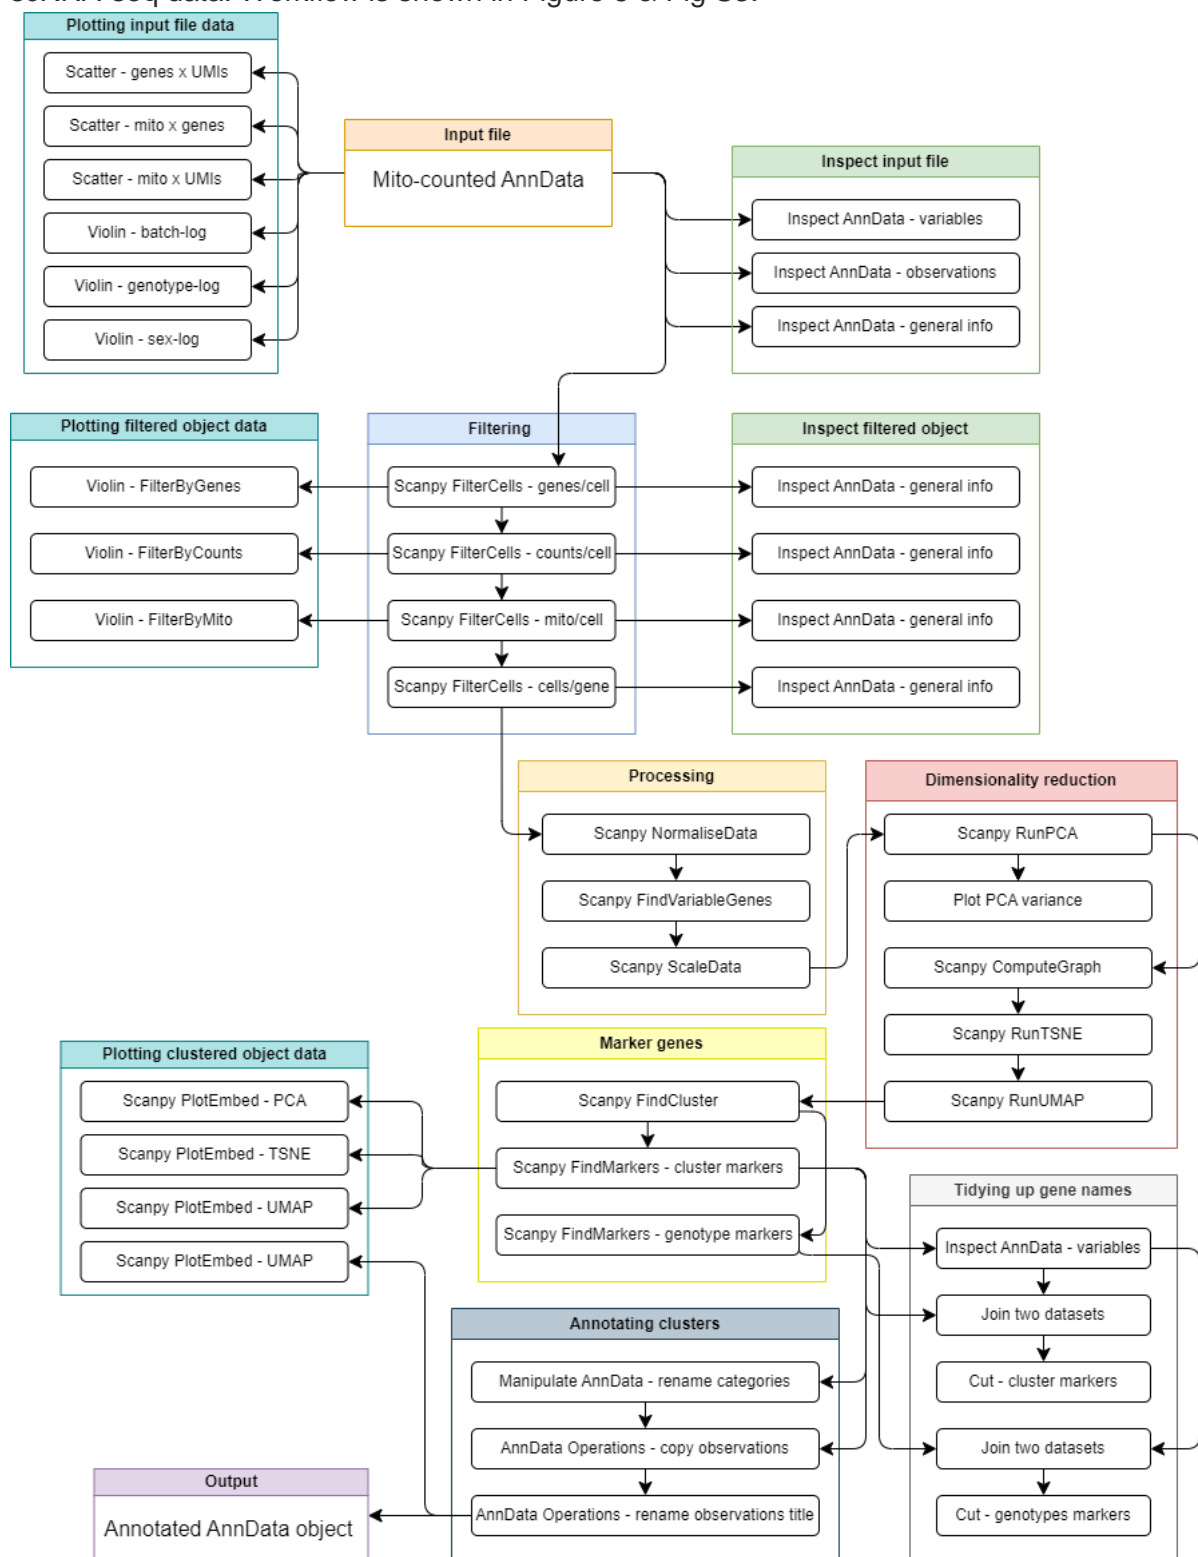 Plotting input file data
Scatter - genes x UMIs
Scatter - mito x genes
Scatter - mito x UMIs
Violin - batch-log
Violin - genotype-log
Violin - sex-log
Input file
Mito-counted AnnData
Inspect input file
Inspect AnnData - variables
Inspect AnnData - observations
Inspect AnnData - general info
Plotting filtered object data
Violin - FilterByGenes
Violin - FilterByCounts
Violin - FilterByMito
Filtering
Scanpy FilterCells - genes/cell
Scanpy FilterCells - counts/cell
Scanpy FilterCells - mito/cell
Scanpy FilterCells - cells/gene
Inspect filtered object
Inspect AnnData - general info
Inspect AnnData - general info
Inspect AnnData - general info
Inspect AnnData - general info
Processing
Scanpy NormaliseData
Scanpy FindVariableGenes
Scanpy ScaleData
Dimensionality reduction
Scanpy RunPCA
Plot PCA variance
Scanpy ComputeGraph
Scanpy RunTSNE
Scanpy RunUMAP
Plotting clustered object data
Scanpy PlotEmbed - PCA
Scanpy PlotEmbed - TSNE
Scanpy PlotEmbed - UMAP
Scanpy PlotEmbed - UMAP
Marker genes
Scanpy FindCluster
Scanpy FindMarkers - cluster markers
Scanpy FindMarkers - genotype markers
Tidying up gene names
Inspect AnnData - variables
Join two datasets
Cut - cluster markers
Join two datasets
Cut - genotypes markers
Annotating clusters
Manipulate AnnData - rename categories
AnnData Operations - copy observations
AnnData Operations - rename observations title
Output
Annotated AnnData object